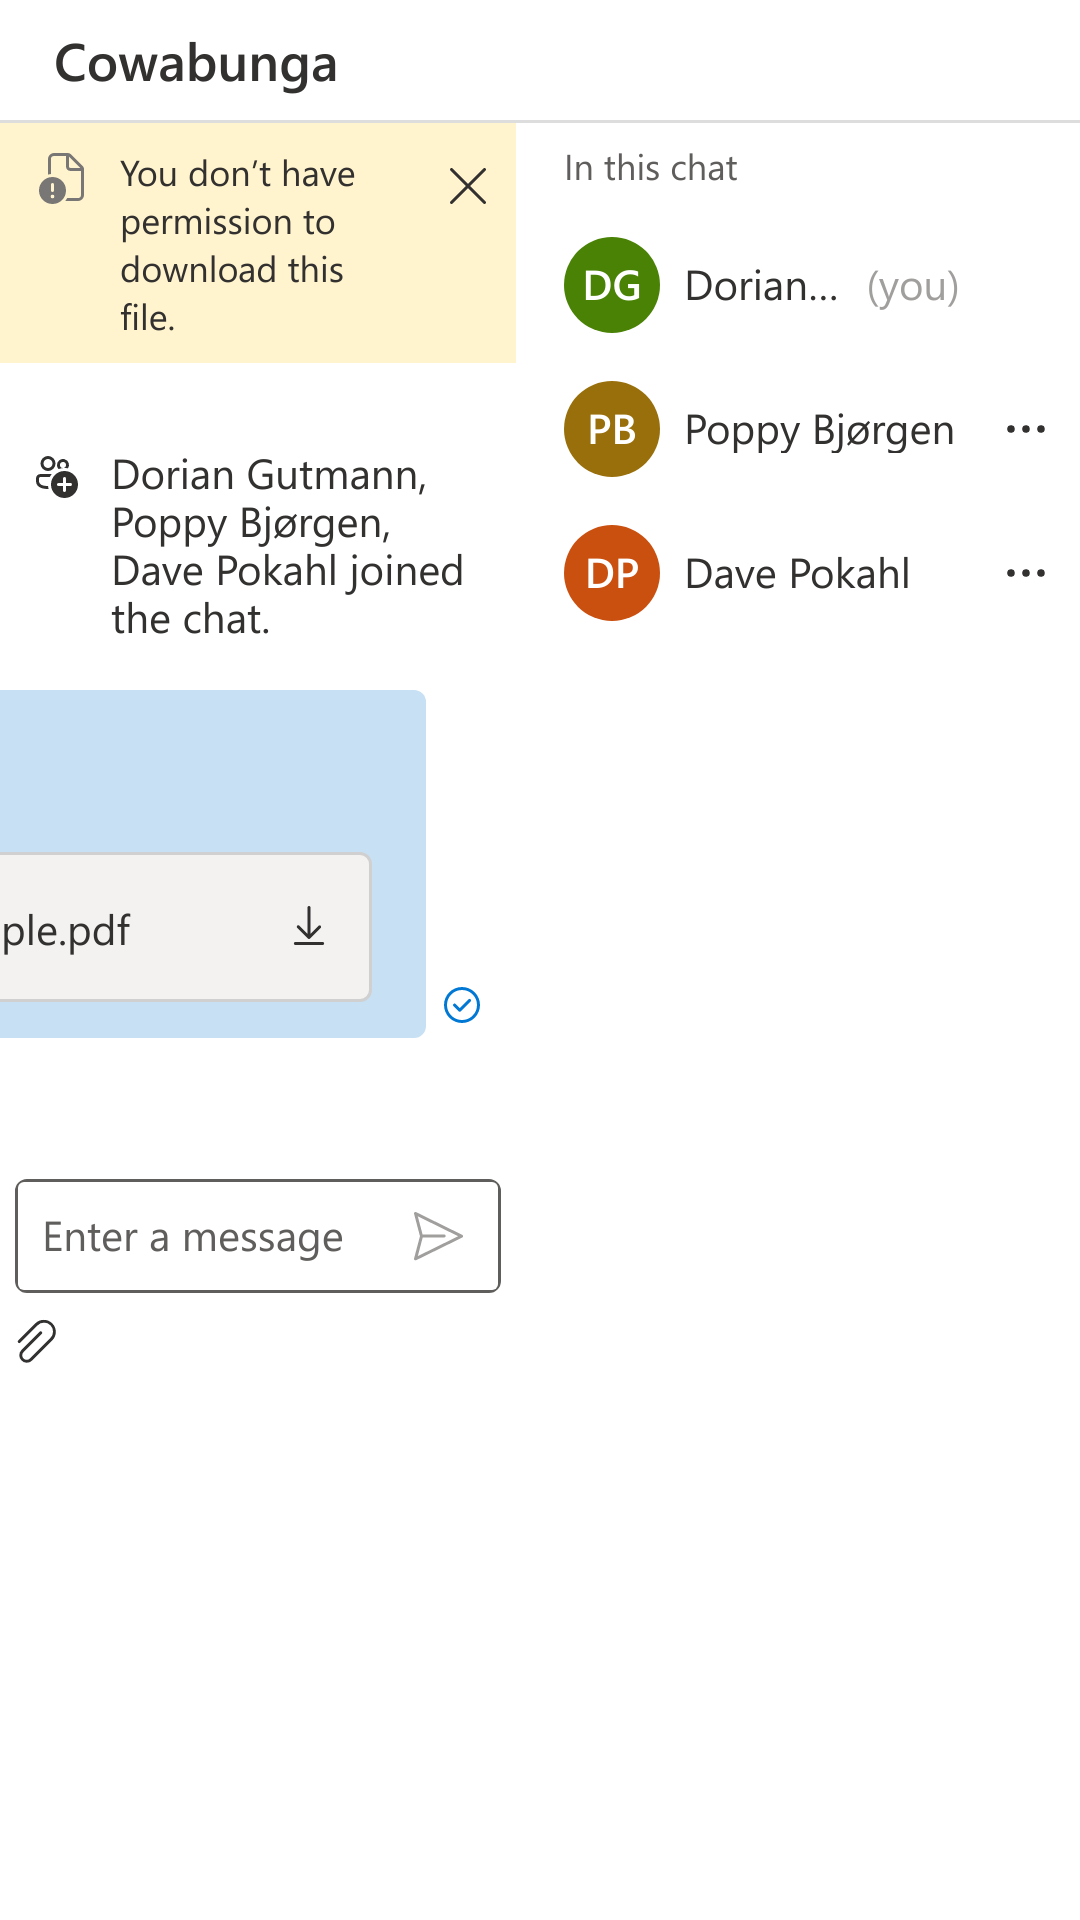 Cowabunga
You don’t have
permission to
download this
file.
Dorian Gutmann,
Poppy Bjørgen,
Dave Pokahl joined
the chat.
ple.pdf
Enter a message
In this chat
DG Dorian... (you)
PB Poppy Bjørgen
DP Dave Pokahl